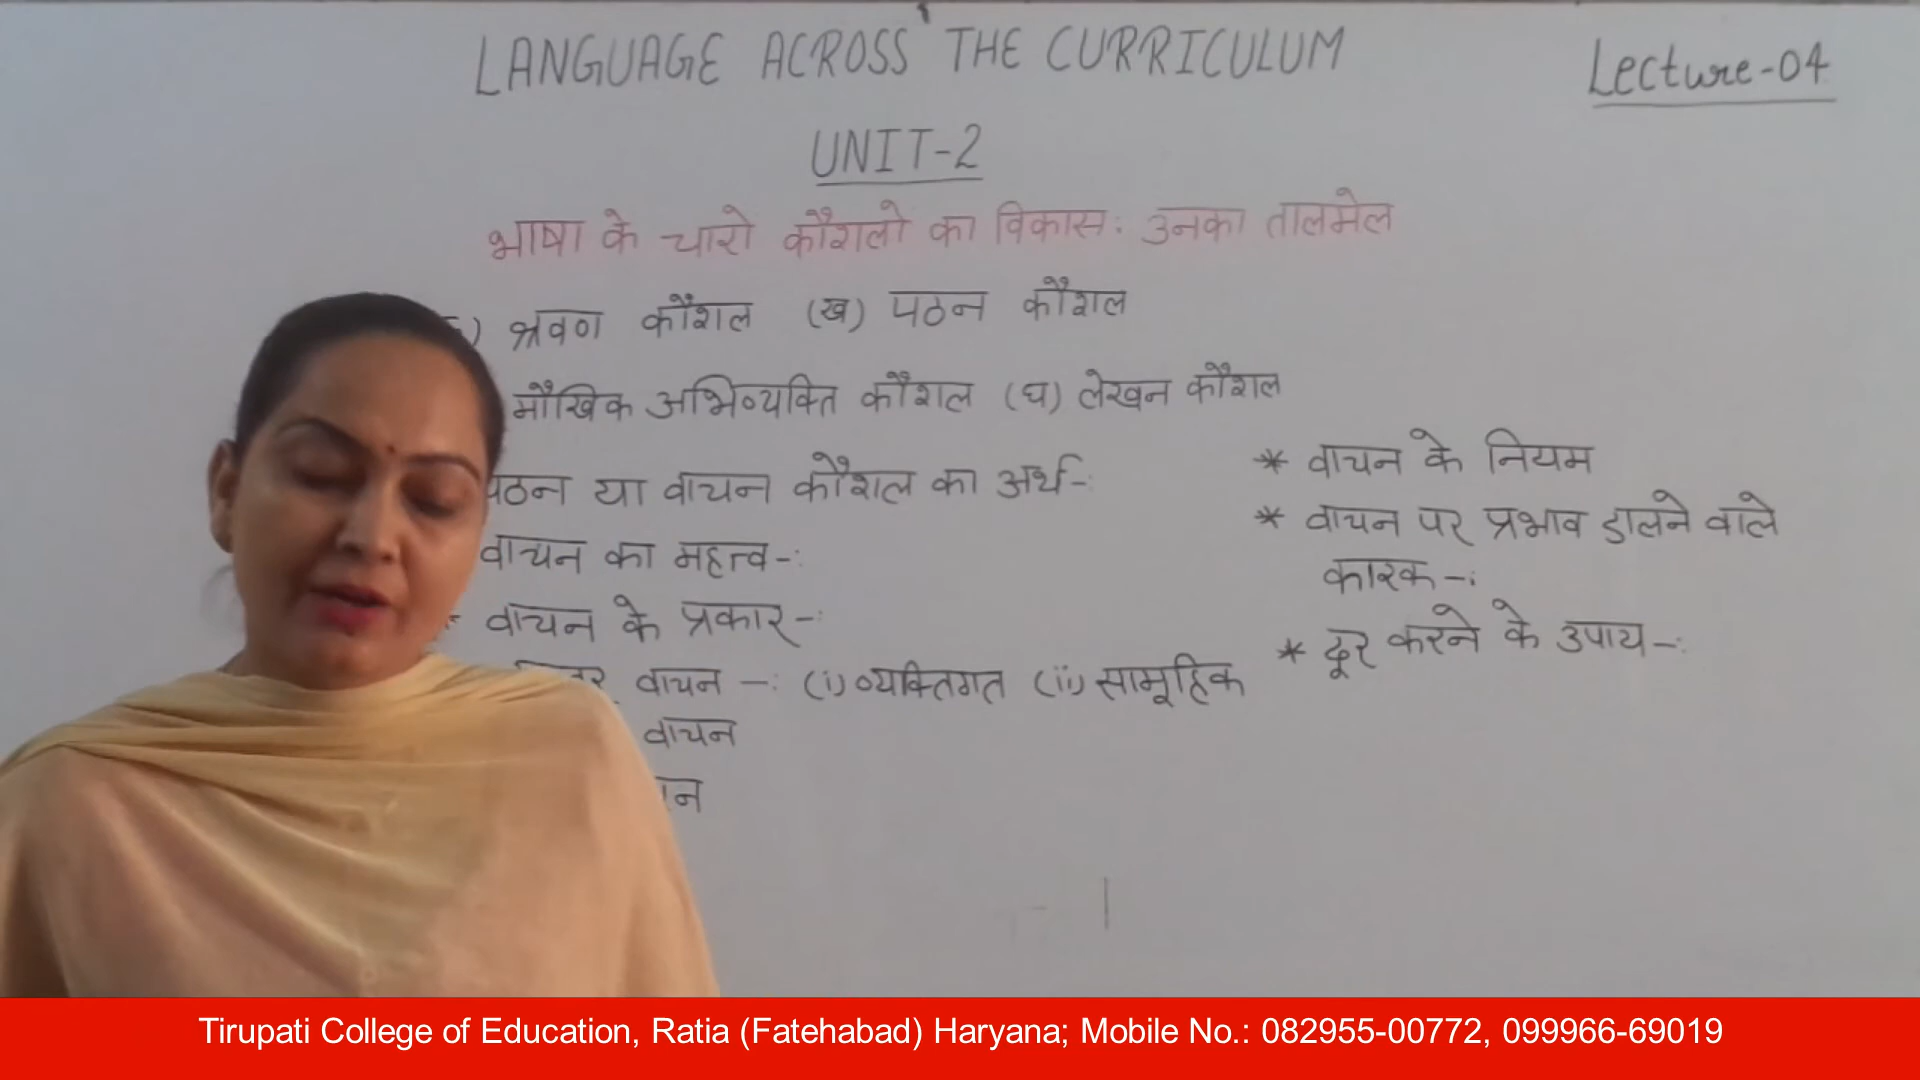 LANGUAGE ACROSS THE CURRICULUM
Lecture-04
UNIT-2
भाषा के चारो कौशलो का विकास: उनका तालमेल
श्रवण कौशल (ख) पठन कौशल
मौखिक अभिव्यक्ति कौशल (घ) लेखन कौशल
पठन या वाचन कौशल का अर्थ-:
वाचन का महत्व-:
वाचन के प्रकार-:
वाचन -: (i) व्यक्तिगत (ii) सामूहिक
वाचन
* वाचन के नियम
* वाचन पर प्रभाव डालने वाले
कारक-:
* दूर करने के उपाय-:
Tirupati College of Education, Ratia (Fatehabad) Haryana; Mobile No.: 082955-00772, 099966-69019